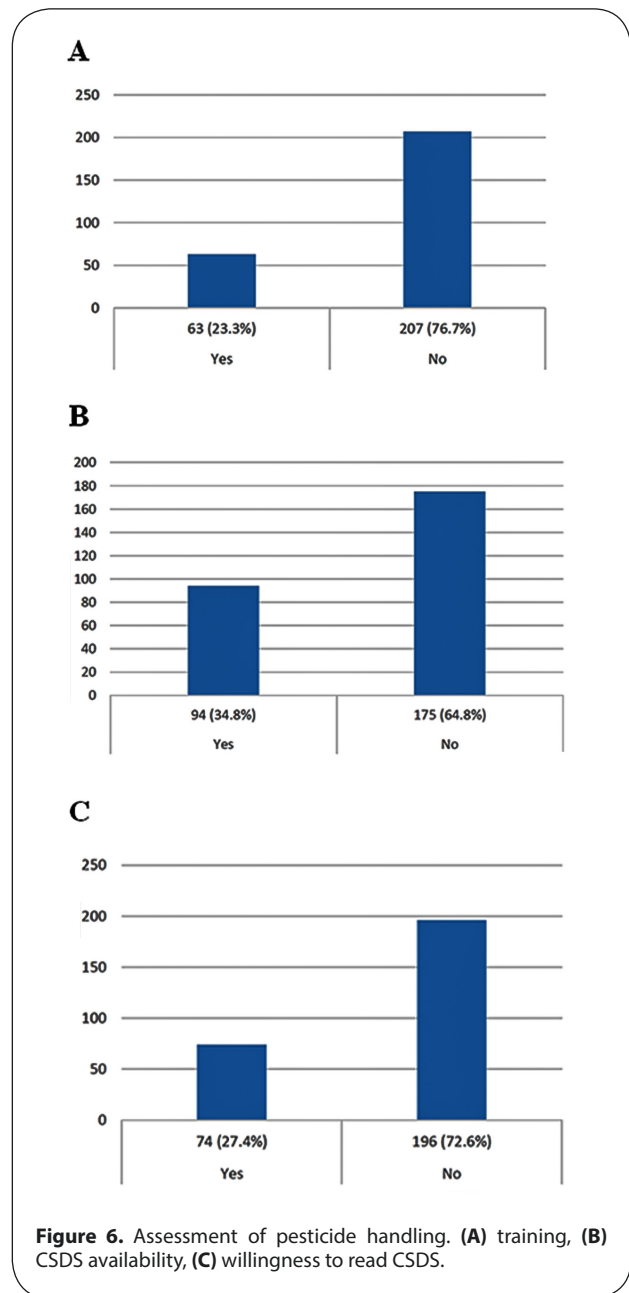 A
250
200
150
100
50
0
63 (23.3%) 207 (76.7%)
Yes No
B
200
180
160
140
120
100
80
60
40
20
0
94 (34.8%) 175 (64.8%)
Yes No
C
250
200
150
100
50
0
74 (27.4%) 196 (72.6%)
Yes No
Figure 6. Assessment of pesticide handling. (A) training, (B)
CSDS availability, (C) willingness to read CSDS.